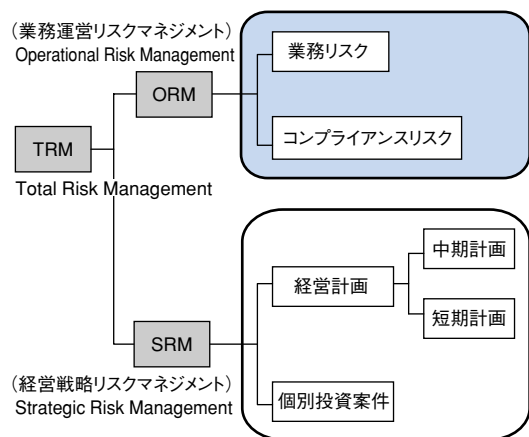 （業務運営リスクマネジメント）
Operational Risk Management
ORM
業務リスク
コンプライアンスリスク
TRM
Total Risk Management
中期計画
経営計画
短期計画
SRM
（経営戦略リスクマネジメント）
Strategic Risk Management
個別投資案件